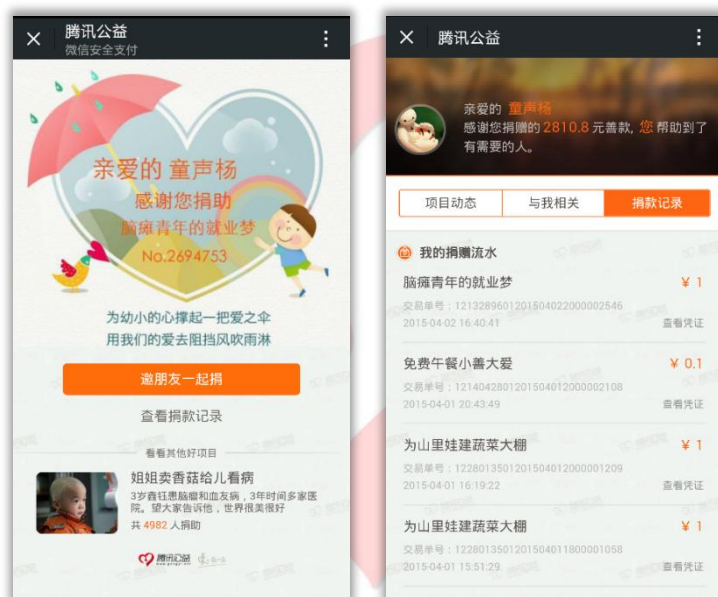 腾讯公益
微信安全支付
亲爱的 童声杨
感谢您捐助
脑瘫青年的就业梦
No.2694753
为幼小的心撑起一把爱之伞
用我们的爱去阻挡风吹雨淋
邀朋友一起捐
查看捐款记录
看看其他好项目
姐姐卖香菇给儿看病
3岁鑫钰患脑瘤和血友病，3年时间多家医
院。望大家告诉他，世界很美很好
共 4982 人捐助
腾讯公益
腾讯公益
亲爱的 童声杨
感谢您捐赠的 2810.8 元善款, 您 帮助到了
有需要的人。
项目动态
与我相关
捐款记录
我的捐赠流水
脑瘫青年的就业梦
¥ 1
交易单号：1213289601201504022000002546
2015-04-02 16:40:41
查看凭证
免费午餐小善大爱
¥ 0.1
交易单号：1214042801201504012000002108
2015-04-01 20:43:49
查看凭证
为山里娃建蔬菜大棚
¥ 1
交易单号：1228013501201504012000001209
2015-04-01 16:19:22
查看凭证
为山里娃建蔬菜大棚
¥ 1
交易单号：1228013501201504011800001058
2015-04-01 15:51:29
查看凭证